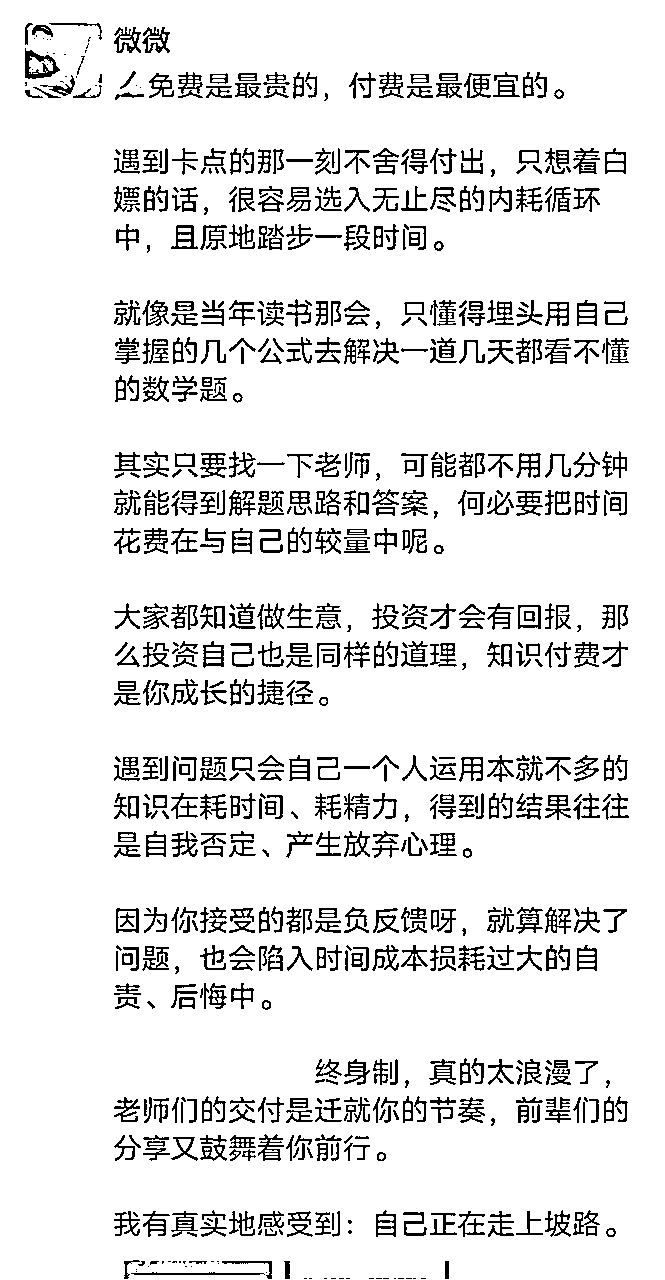 微微
免费是最贵的，付费是最便宜的。
遇到卡点的那一刻不舍得付出，只想着白
嫖的话，很容易选入无止尽的内耗循环
中，且原地踏步一段时间。
就像是当年读书那会，只懂得埋头用自己
掌握的几个公式去解决一道几天都看不懂
的数学题。
其实只要找一下老师，可能都不用几分钟
就能得到解题思路和答案，何必要把时间
花费在与自己的较量中呢。
大家都知道做生意，投资才会有回报，那
么投资自己也是同样的道理，知识付费才
是你成长的捷径。
遇到问题只会自己一个人运用本就不多的
知识在耗时间、耗精力，得到的结果往往
是自我否定、产生放弃心理。
因为你接受的都是负反馈呀，就算解决了
问题，也会陷入时间成本损耗过大的自
责、后悔中。
终身制，真的太浪漫了，
老师们的交付是迁就你的节奏，前辈们的
分享又鼓舞着你前行。
我有真实地感受到：自己正在走上坡路。